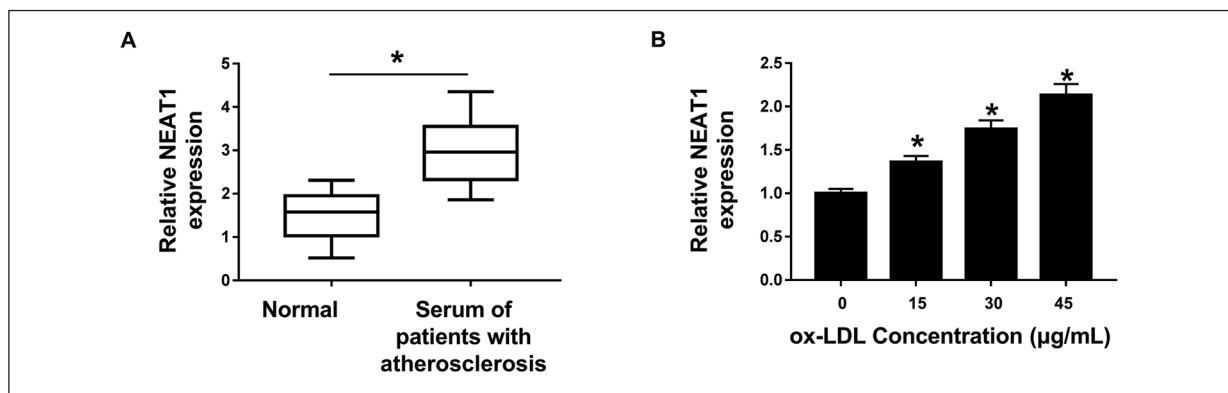 A
Relative NEAT1
expression
5
4
3
2
1
0
*
Normal
Serum of
patients with
atherosclerosis
B
Relative NEAT1
expression
2.5
2.0
1.5
1.0
0.5
0.0
* * *
0 15 30 45
ox-LDL Concentration (µg/mL)